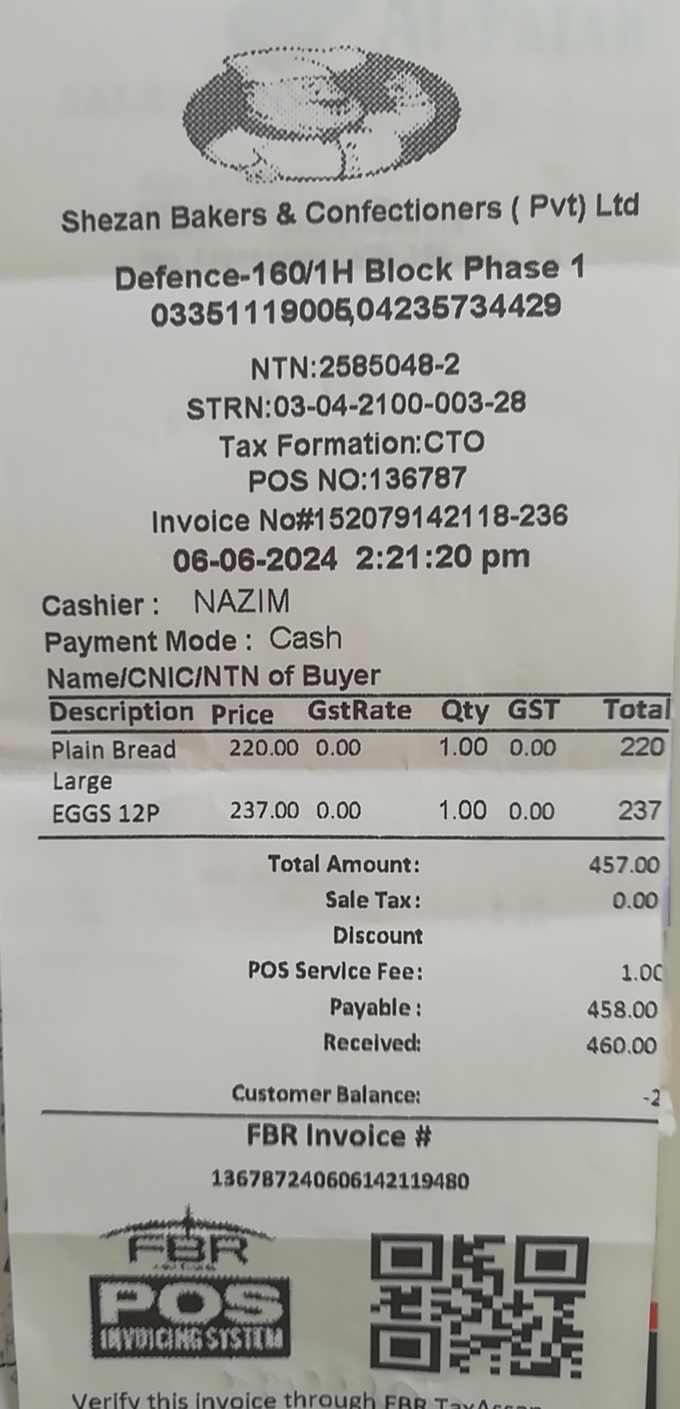 Shezan Bakers & Confectioners ( Pvt) Ltd
Defence-160/1H Block Phase 1
03351119005,04235734429
NTN:2585048-2
STRN:03-04-2100-003-28
Tax Formation:CTO
POS NO:136787
Invoice No#152079142118-236
06-06-2024 2:21:20 pm
Cashier : NAZIM
Payment Mode : Cash
Name/CNIC/NTN of Buyer
Description Price GstRate Qty GST Total
Plain Bread 220.00 0.00 1.00 0.00 220
Large
EGGS 12P 237.00 0.00 1.00 0.00 237
Total Amount: 457.00
Sale Tax: 0.00
Discount
POS Service Fee: 1.00
Payable : 458.00
Received: 460.00
Customer Balance: -2
FBR Invoice #
136787240606142119480
FBR
POS
INVOICING SYSTEM
Verify this invoice through FBR